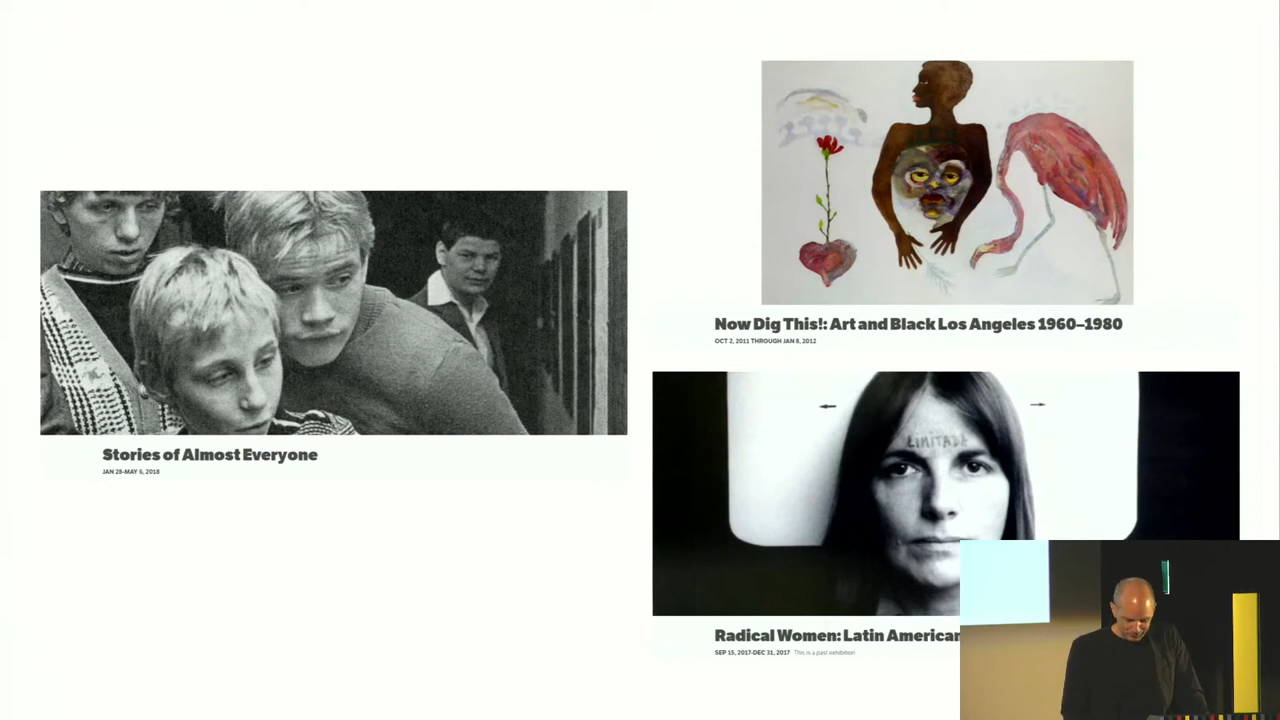 Stories of Almost Everyone
JAN 28-MAY 6, 2018
Now Dig This!: Art and Black Los Angeles 1960–1980
OCT 2, 2011 THROUGH JAN 8, 2012
LIMITADA
Radical Women: Latin American
SEP 15, 2017-DEC 31, 2017 This is a past exhibition